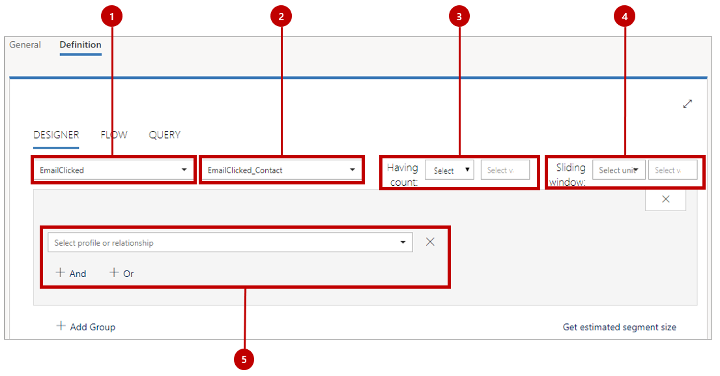 1 2 3 4
General Definition
DESIGNER FLOW QUERY
EmailClicked EmailClicked_Contact Having count: Select Select v. Sliding window: Select unit Select v.
Select profile or relationship
And Or
Add Group Get estimated segment size
5